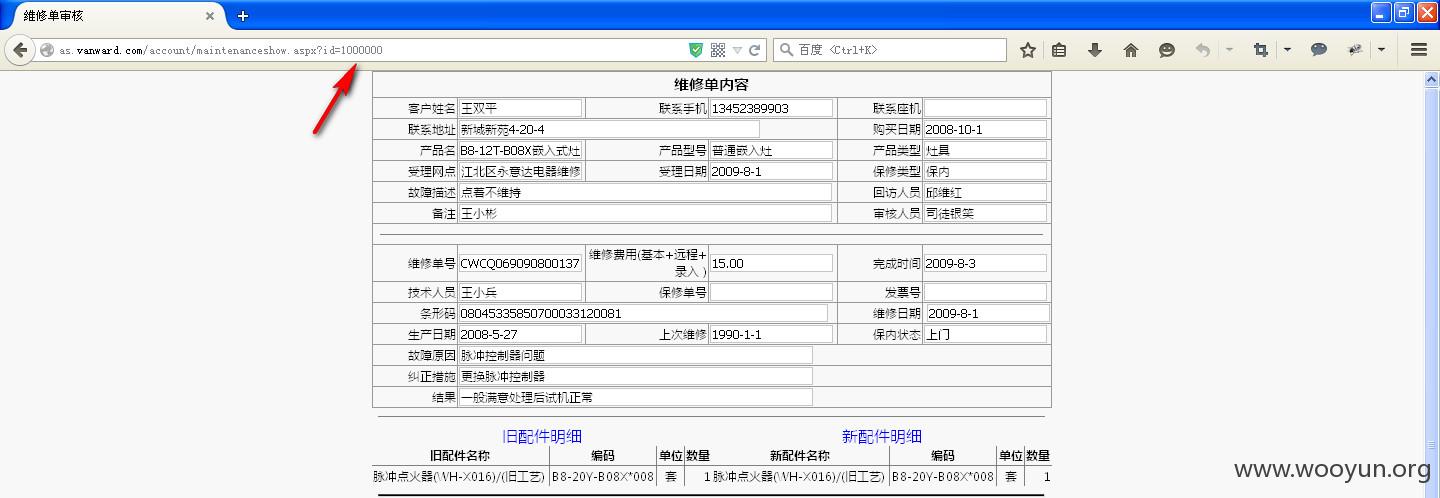 维修单审核
as.vanward.com/account/maintenanceshow.aspx?id=1000000
百度 <Ctrl+K>
维修单内容
客户姓名 王双平 联系手机 13452389903 联系座机
联系地址 新城新苑4-20-4 购买日期 2008-10-1
产品名 B8-12T-B08X嵌入式灶 产品型号 普通嵌入灶 产品类型 灶具
受理网点 江北区永意达电器维修 受理日期 2009-8-1 保修类型 保内
故障描述 点着不维持 回访人员 邱维红
备注 王小彬 审核人员 司徒银笑
维修单号 CWCQ069090800137 维修费用(基本+远程+录入) 15.00 完成时间 2009-8-3
技术人员 王小兵 保修单号 发票号
条形码 08045335850700033120081 维修日期 2009-8-1
生产日期 2008-5-27 上次维修 1990-1-1 保内状态 上门
故障原因 脉冲控制器问题
纠正措施 更换脉冲控制器
结果 一般满意处理后试机正常
旧配件明细 新配件明细
旧配件名称 编码 单位 数量 新配件名称 编码 单位 数量
脉冲点火器(WH-X016)/(旧工艺) B8-20Y-B08X*008 套 1 脉冲点火器(WH-X016)/(旧工艺) B8-20Y-B08X*008 套 1
www.wooyun.org